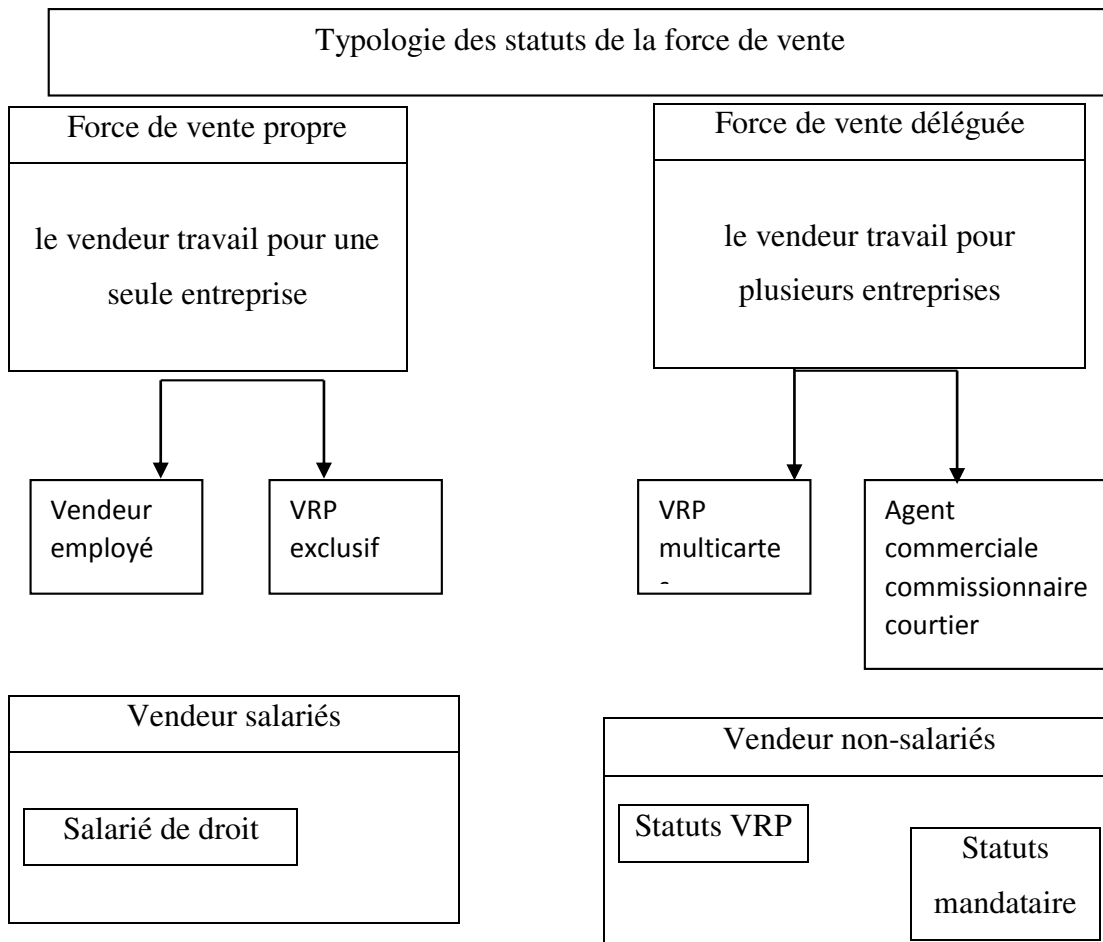 Typologie des statuts de la force de vente
Force de vente propre
le vendeur travail pour une
seule entreprise
Force de vente déléguée
le vendeur travail pour
plusieurs entreprises
Vendeur
employé
VRP
exclusif
VRP
multicarte
Agent
commerciale
commissionnaire
courtier
Vendeur salariés
Salarié de droit
Vendeur non-salariés
Statuts VRP
Statuts
mandataire